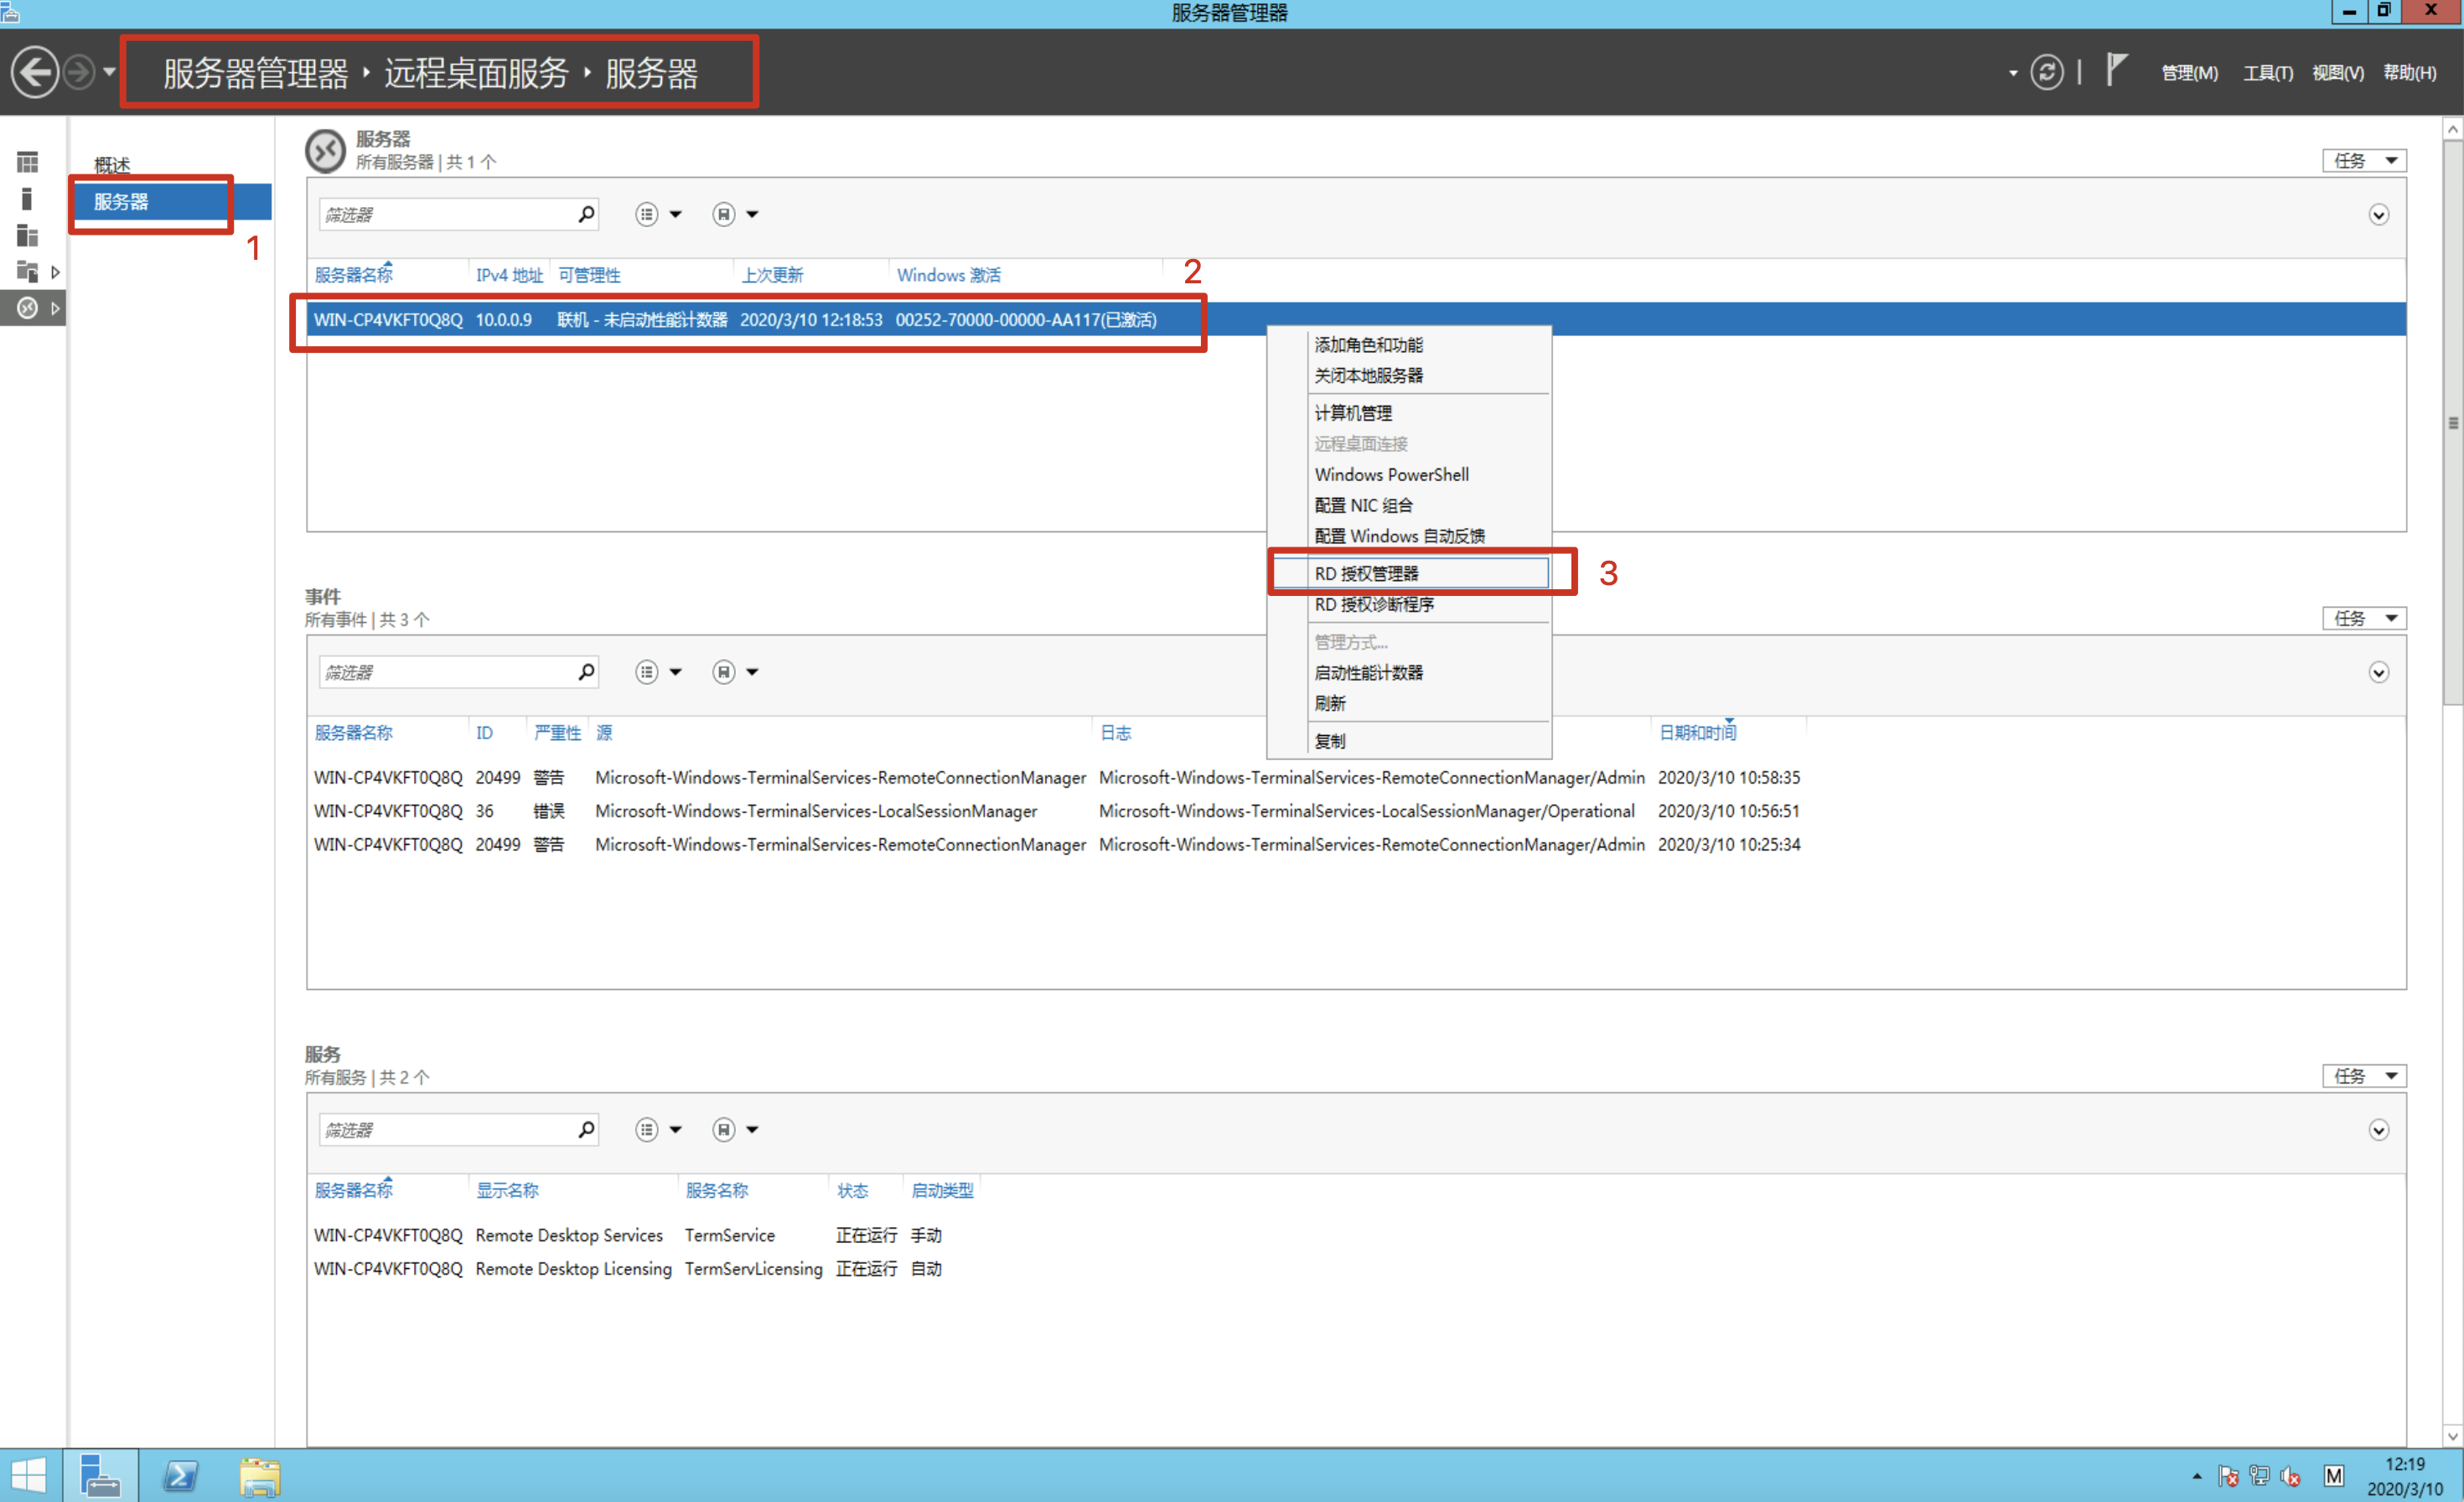 服务器管理器
服务器管理器 ‣ 远程桌面服务 ‣ 服务器
管理(M) 工具(T) 视图(V) 帮助(H)
概述
服务器
1
服务器
所有服务器 | 共 1 个
任务
筛选器
服务器名称 IPv4 地址 可管理性 上次更新 Windows 激活
2
WIN-CP4VKFT0Q8Q 10.0.0.9 联机 - 未启动性能计数器 2020/3/10 12:18:53 00252-70000-00000-AA117(已激活)
添加角色和功能
关闭本地服务器
计算机管理
远程桌面连接
Windows PowerShell
配置 NIC 组合
配置 Windows 自动反馈
RD 授权管理器
3
RD 授权诊断程序
管理方式...
启动性能计数器
刷新
复制
事件
所有事件 | 共 3 个
任务
筛选器
服务器名称 ID 严重性 源 日志 日期和时间
WIN-CP4VKFT0Q8Q 20499 警告 Microsoft-Windows-TerminalServices-RemoteConnectionManager Microsoft-Windows-TerminalServices-RemoteConnectionManager/Admin 2020/3/10 10:58:35
WIN-CP4VKFT0Q8Q 36 错误 Microsoft-Windows-TerminalServices-LocalSessionManager Microsoft-Windows-TerminalServices-LocalSessionManager/Operational 2020/3/10 10:56:51
WIN-CP4VKFT0Q8Q 20499 警告 Microsoft-Windows-TerminalServices-RemoteConnectionManager Microsoft-Windows-TerminalServices-RemoteConnectionManager/Admin 2020/3/10 10:25:34
服务
所有服务 | 共 2 个
任务
筛选器
服务器名称 显示名称 服务名称 状态 启动类型
WIN-CP4VKFT0Q8Q Remote Desktop Services TermService 正在运行 手动
WIN-CP4VKFT0Q8Q Remote Desktop Licensing TermServLicensing 正在运行 自动
M
12:19
2020/3/10